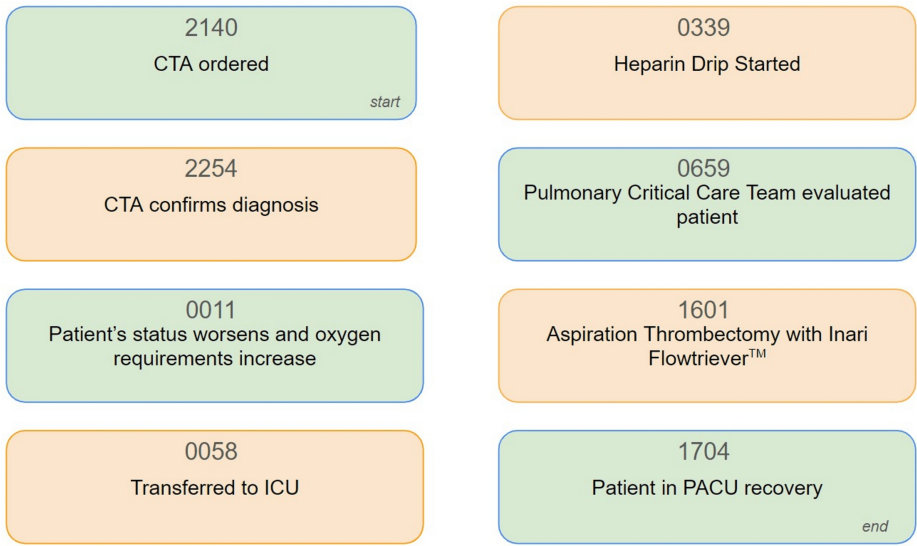 2140
CTA ordered
start
2254
CTA confirms diagnosis
0011
Patient’s status worsens and oxygen
requirements increase
0058
Transferred to ICU
0339
Heparin Drip Started
0659
Pulmonary Critical Care Team evaluated
patient
1601
Aspiration Thrombectomy with Inari
Flowtriever™
1704
Patient in PACU recovery
end